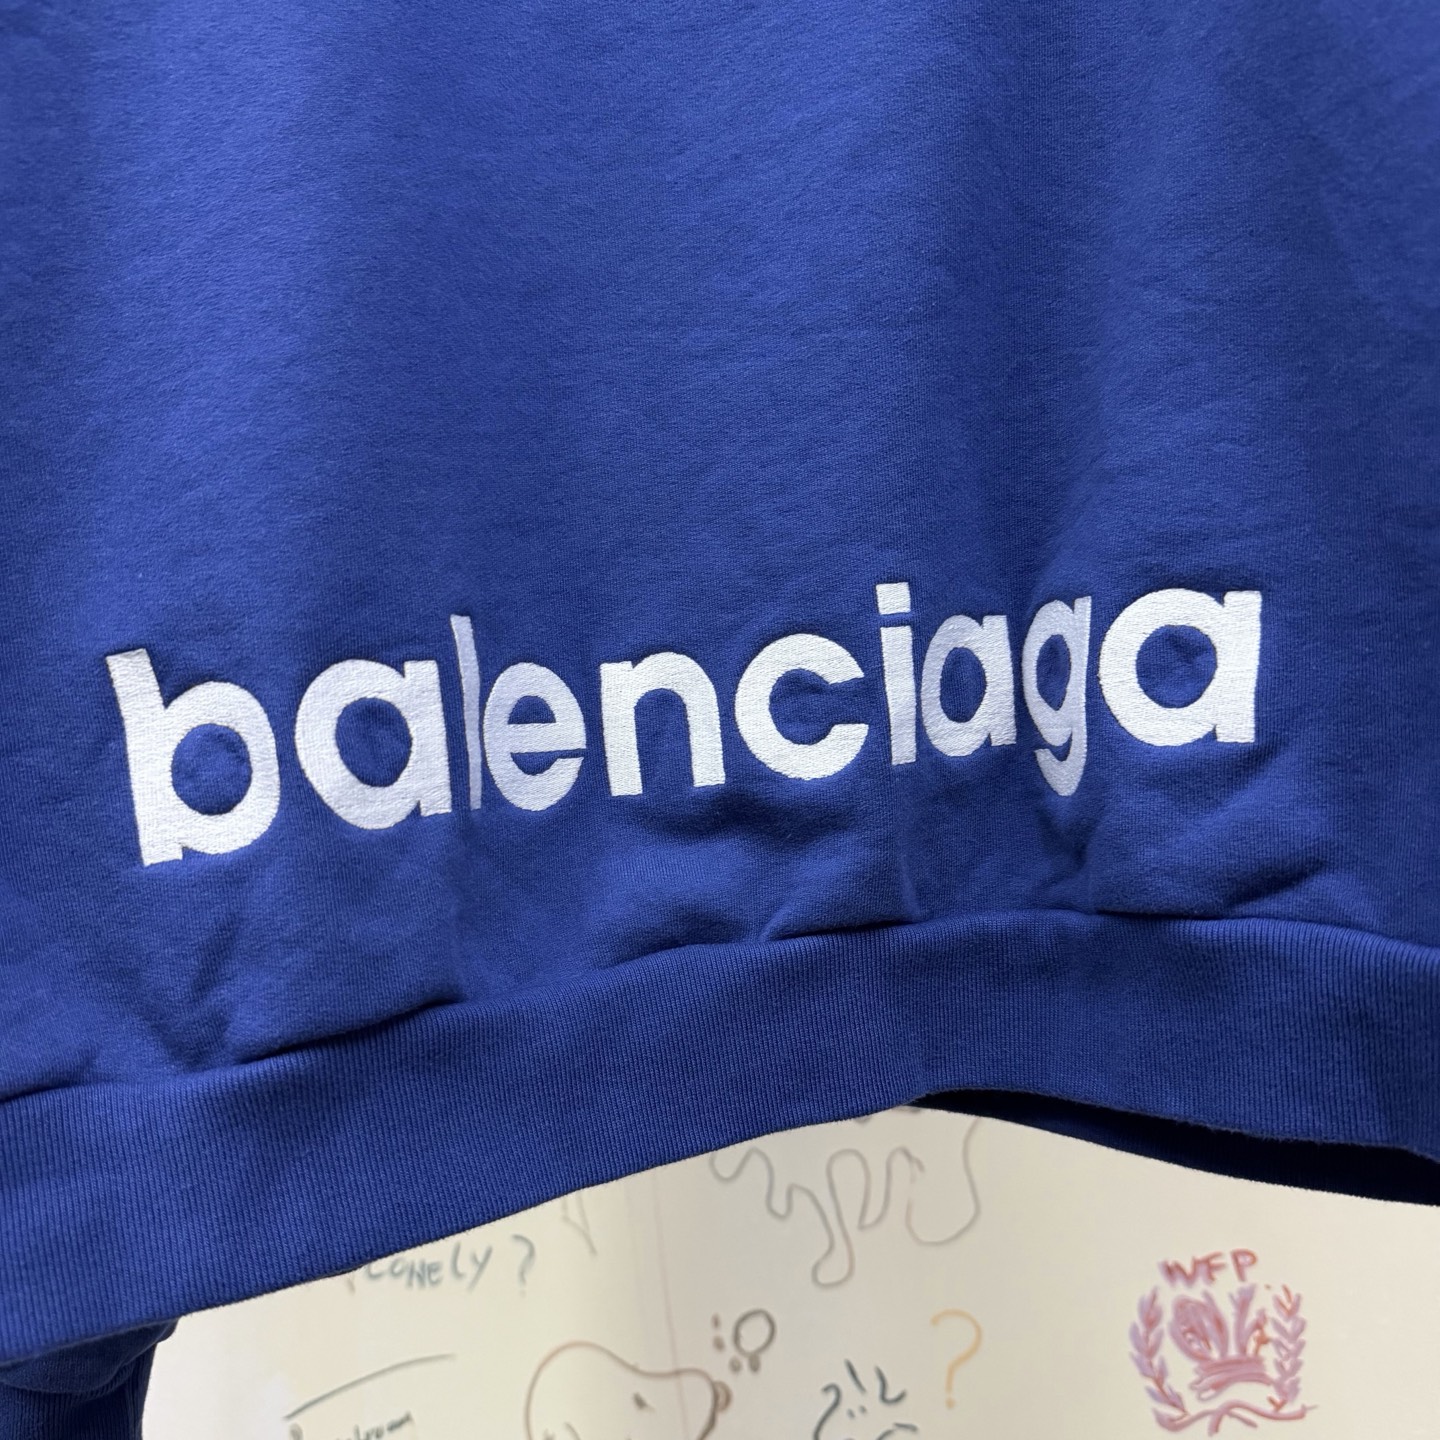 balenciaga
LONELY ?
WFP
?